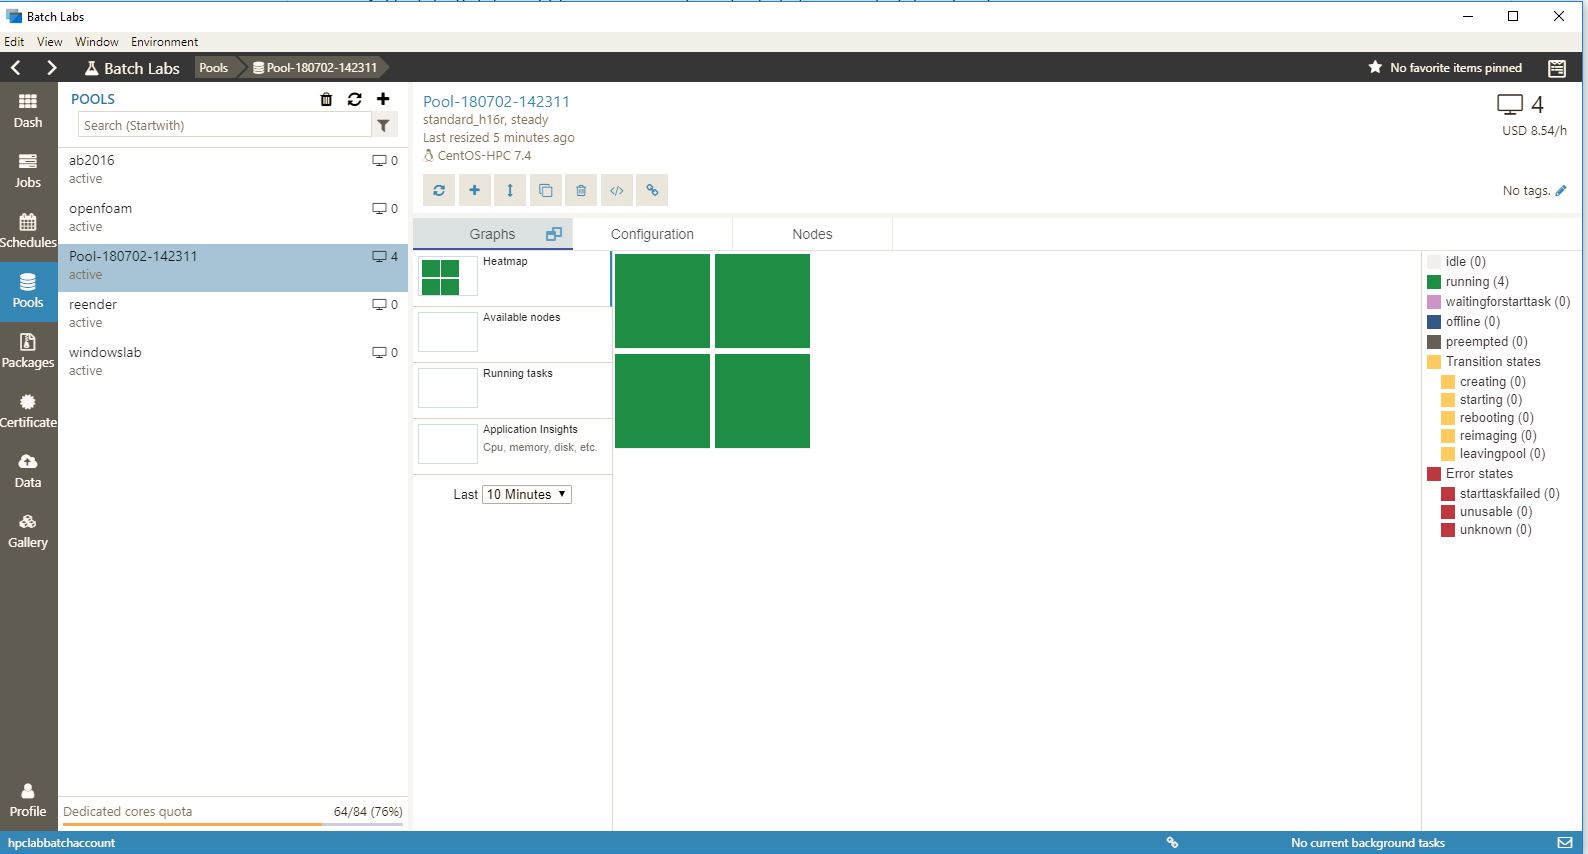 Batch Labs
Edit View Window Environment
Batch Labs Pools Pool-180702-142311 No favorite items pinned
Dash
Jobs
Schedules
Pools
Packages
Certificate
Data
Gallery
Profile
POOLS
Search (Startwith)
ab2016 0
active
openfoam 0
active
Pool-180702-142311 4
active
reender 0
active
windowslab 0
active
Dedicated cores quota 64/84 (76%)
Pool-180702-142311
standard_h16r, steady
Last resized 5 minutes ago
CentOS-HPC 7.4
4
USD 8.54/h
No tags.
Graphs Configuration Nodes
Heatmap
Available nodes
Running tasks
Application Insights
Cpu, memory, disk, etc.
Last 10 Minutes
idle (0)
running (4)
waitingforstarttask (0)
offline (0)
preempted (0)
Transition states
creating (0)
starting (0)
rebooting (0)
reimaging (0)
leavingpool (0)
Error states
starttaskfailed (0)
unusable (0)
unknown (0)
hpclabbatchaccount No current background tasks